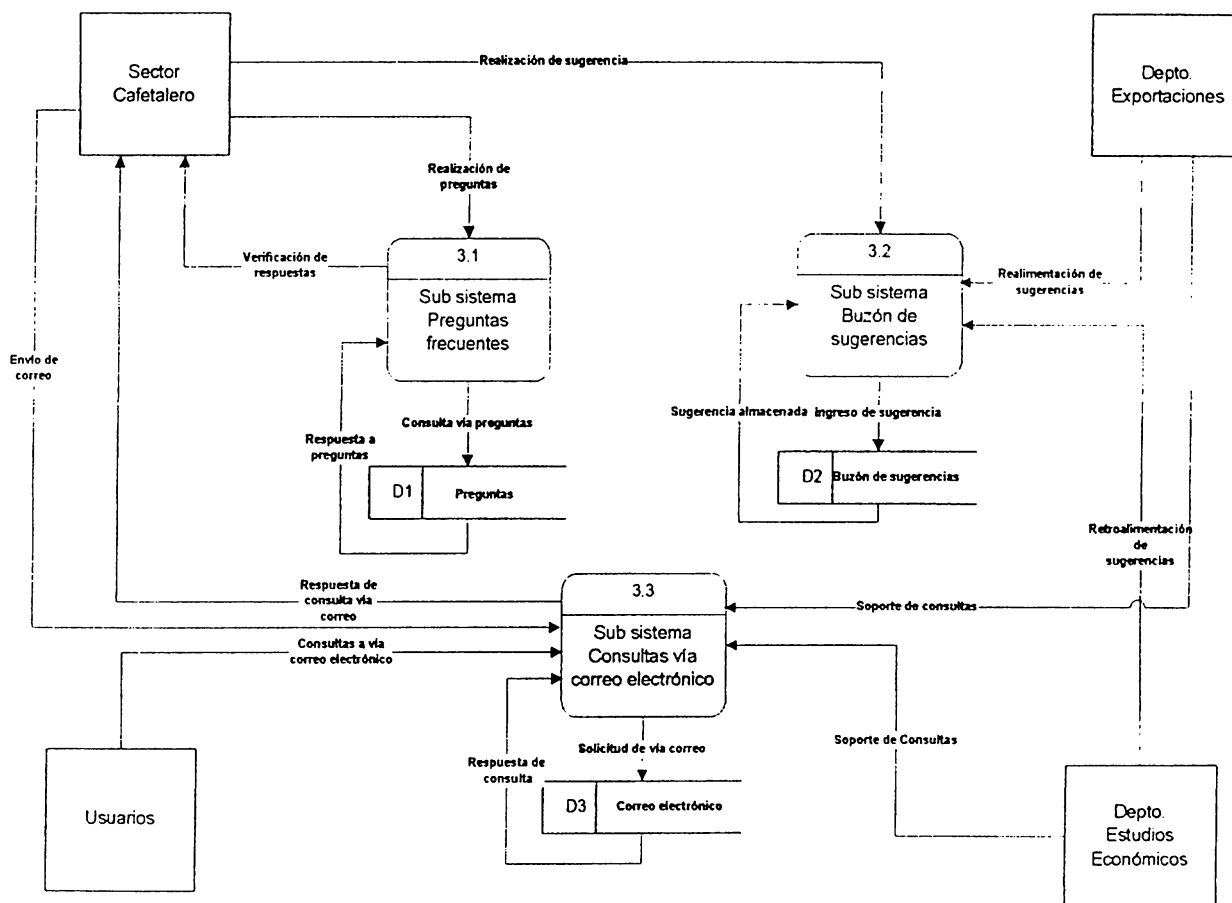 Sector
Cafetalero
Realización de sugerencia
Depto.
Exportaciones
Realización de
preguntas
Verificación de
respuestas
3.1
Sub sistema
Preguntas
frecuentes
3.2
Sub sistema
Buzón de
sugerencias
Realimentación de
sugerencias
Envío de
correo
Respuesta a
preguntas
Consulta vía preguntas
Sugerencia almacenada
Ingreso de sugerencia
D1
Preguntas
D2
Buzón de sugerencias
Retroalimentación
de
sugerencias
Respuesta de
consulta vía
correo
3.3
Sub sistema
Consultas vía
correo electrónico
Soporte de consultas
Consultas a vía
correo electrónico
Usuarios
Respuesta de
consulta
Solicitud de vía correo
D3
Correo electrónico
Soporte de Consultas
Depto.
Estudios
Económicos